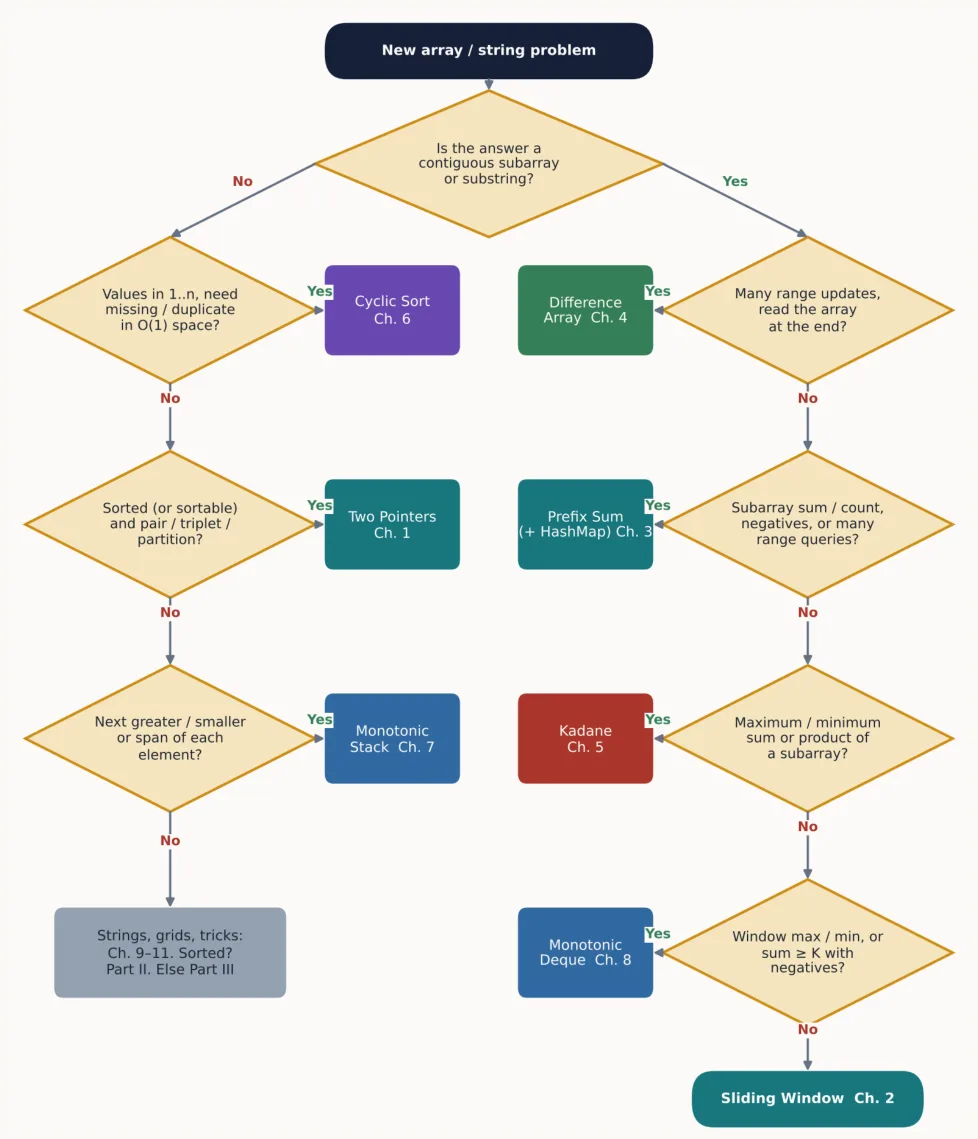 New array / string problem
Is the answer a
contiguous subarray
or substring?
No
Yes
Values in 1..n, need
missing / duplicate
in O(1) space?
Yes
Cyclic Sort
Ch. 6
Difference
Array  Ch. 4
Yes
Many range updates,
read the array
at the end?
No
No
Sorted (or sortable)
and pair / triplet /
partition?
Yes
Two Pointers
Ch. 1
Prefix Sum
(+ HashMap) Ch. 3
Yes
Subarray sum / count,
negatives, or many
range queries?
No
No
Next greater / smaller
or span of each
element?
Yes
Monotonic
Stack  Ch. 7
Kadane
Ch. 5
Yes
Maximum / minimum
sum or product of
a subarray?
No
No
Strings, grids, tricks:
Ch. 9–11. Sorted?
Part II. Else Part III
Monotonic
Deque  Ch. 8
Yes
Window max / min, or
sum ≥ K with
negatives?
No
Sliding Window  Ch. 2